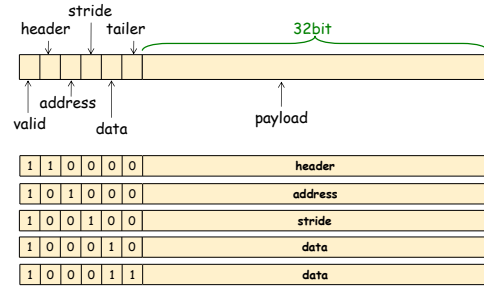 stride
header tailer 32bit
address
valid data payload
1 1 0 0 0 0 header
1 0 1 0 0 0 address
1 0 0 1 0 0 stride
1 0 0 0 1 0 data
1 0 0 0 1 1 data